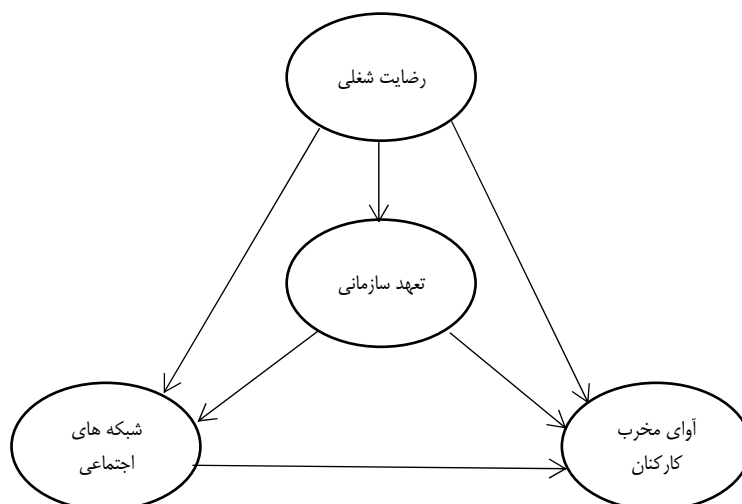 رضایت شغلی
تعهد سازمانی
آوای مخرب
کارکنان
شبکه های
اجتماعی